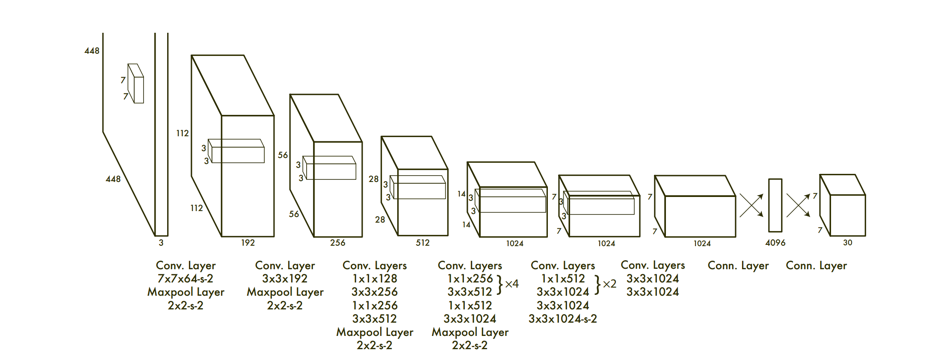 448
7
7
448
3
112
3
3
112
192
56
3
3
56
256
28
3
3
28
512
14
3
3
14
1024
7
3
3
7
1024
7
7
1024
4096
7
7
30
Conv. Layer
7x7x64-s-2
Maxpool Layer
2x2-s-2
Conv. Layer
3x3x192
Maxpool Layer
2x2-s-2
Conv. Layers
1x1x128
3x3x256
1x1x256
3x3x512
Maxpool Layer
2x2-s-2
Conv. Layers
1x1x256
3x3x512
}×4
1x1x512
3x3x1024
Maxpool Layer
2x2-s-2
Conv. Layers
1x1x512
3x3x1024
}×2
3x3x1024
3x3x1024-s-2
Conv. Layers
3x3x1024
3x3x1024
Conn. Layer
Conn. Layer